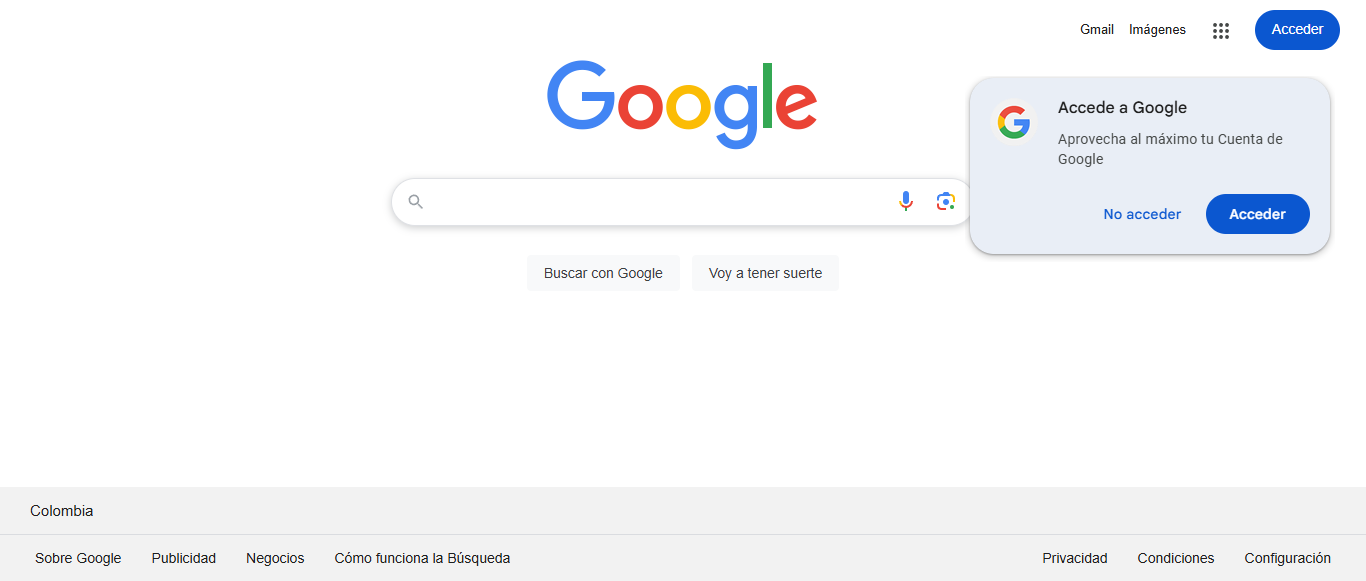 Gmail Imágenes Acceder
Google
Accede a Google
Aprovecha al máximo tu Cuenta de
Google
No acceder Acceder
Buscar con Google Voy a tener suerte
Colombia
Sobre Google Publicidad Negocios Cómo funciona la Búsqueda Privacidad Condiciones Configuración